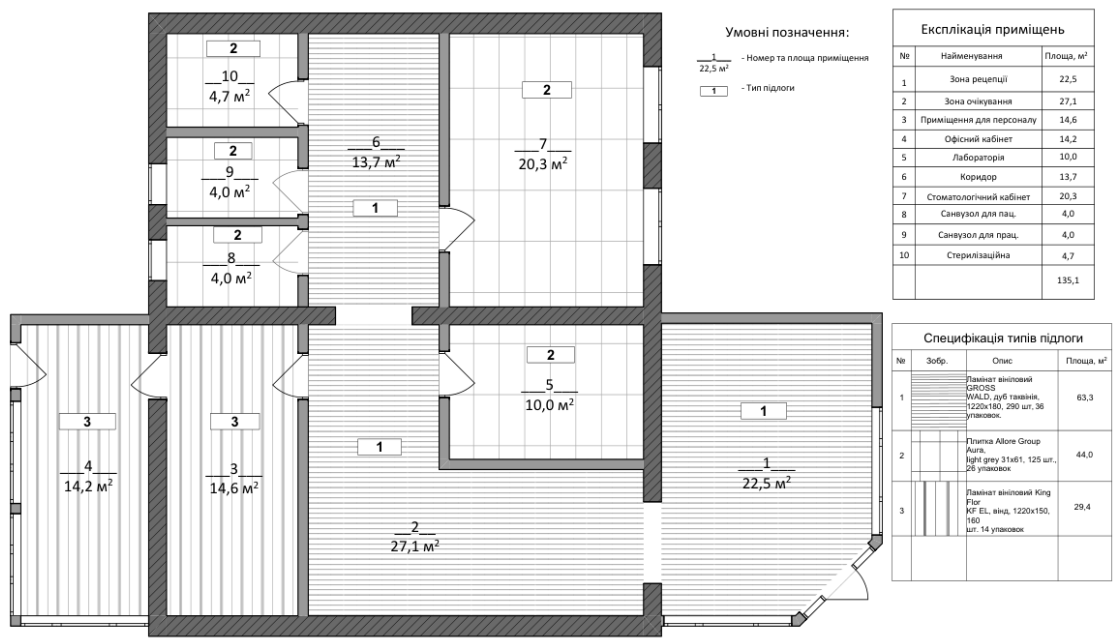 Умовні позначення:
1
22,5 м²
- Номер та площа приміщення
1
- Тип підлоги
Експлікація приміщень
№ Найменування Площа, м²
1 Зона рецепції 22,5
2 Зона очікування 27,1
3 Приміщення для персоналу 14,6
4 Офісний кабінет 14,2
5 Лабораторія 10,0
6 Коридор 13,7
7 Стоматологічний кабінет 20,3
8 Санвузол для пац. 4,0
9 Санвузол для прац. 4,0
10 Стерилізаційна 4,7
135,1
Специфікація типів підлоги
№ Зобр. Опис Площа, м²
1 Ламінат вініловий
GROSS
WALD, дуб таквінія,
1220х180, 290 шт, 36
упаковок.
63,3
2 Плитка Allore Group
Aura,
light grey 31х61, 125 шт.,
26 упаковок
44,0
3 Ламінат вініловий King
Flor
KF EL, вінд, 1220х150,
160
шт. 14 упаковок
29,4
2
10
4,7 м²
2
9
4,0 м²
2
8
4,0 м²
6
13,7 м²
1
2
7
20,3 м²
3
4
14,2 м²
3
3
14,6 м²
1
2
27,1 м²
2
5
10,0 м²
1
1
22,5 м²